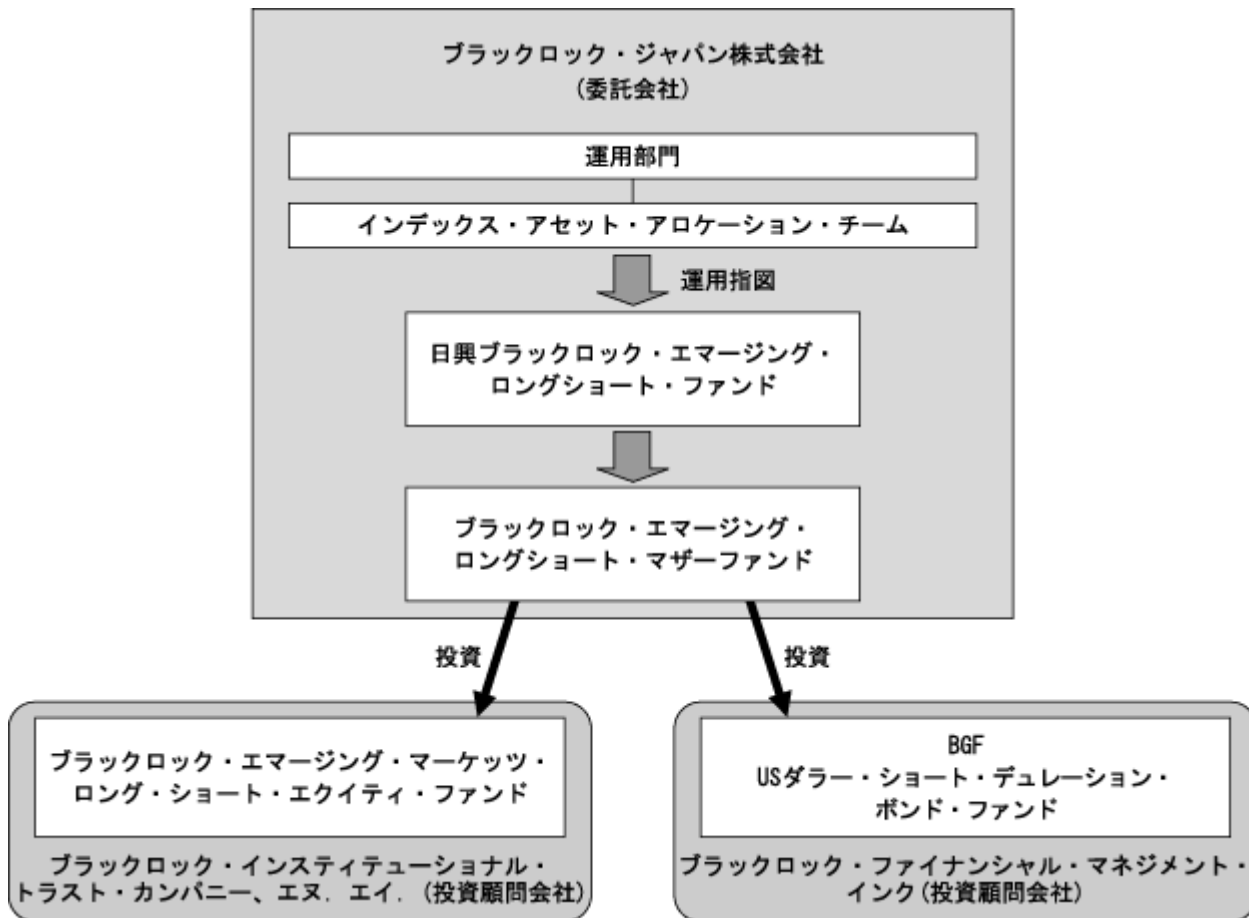 ブラックロック・ジャパン株式会社
(委託会社)
運用部門
インデックス・アセット・アロケーション・チーム
運用指図
日興ブラックロック・エマージング・
ロングショート・ファンド
ブラックロック・エマージング・
ロングショート・マザーファンド
投資
投資
ブラックロック・エマージング・マーケッツ・
ロング・ショート・エクイティ・ファンド
ブラックロック・インスティテューショナル・
トラスト・カンパニー、エヌ．エイ．(投資顧問会社)
BGF
USダラー・ショート・デュレーション・
ボンド・ファンド
ブラックロック・ファイナンシャル・マネジメント・
インク(投資顧問会社)